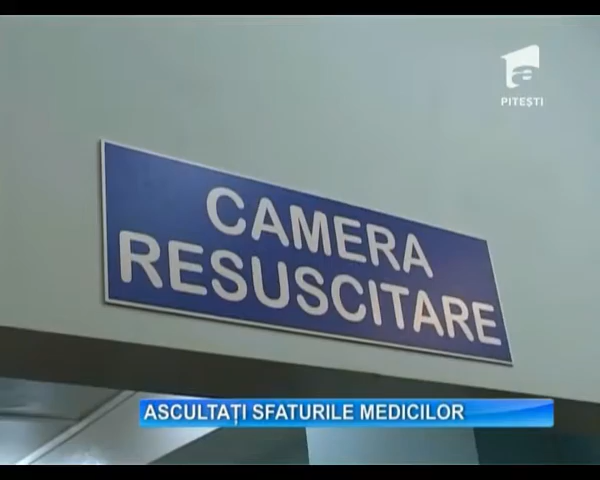 PITEȘTI
CAMERA
RESUSCITARE
ASCULTAȚI SFATURILE MEDICILOR